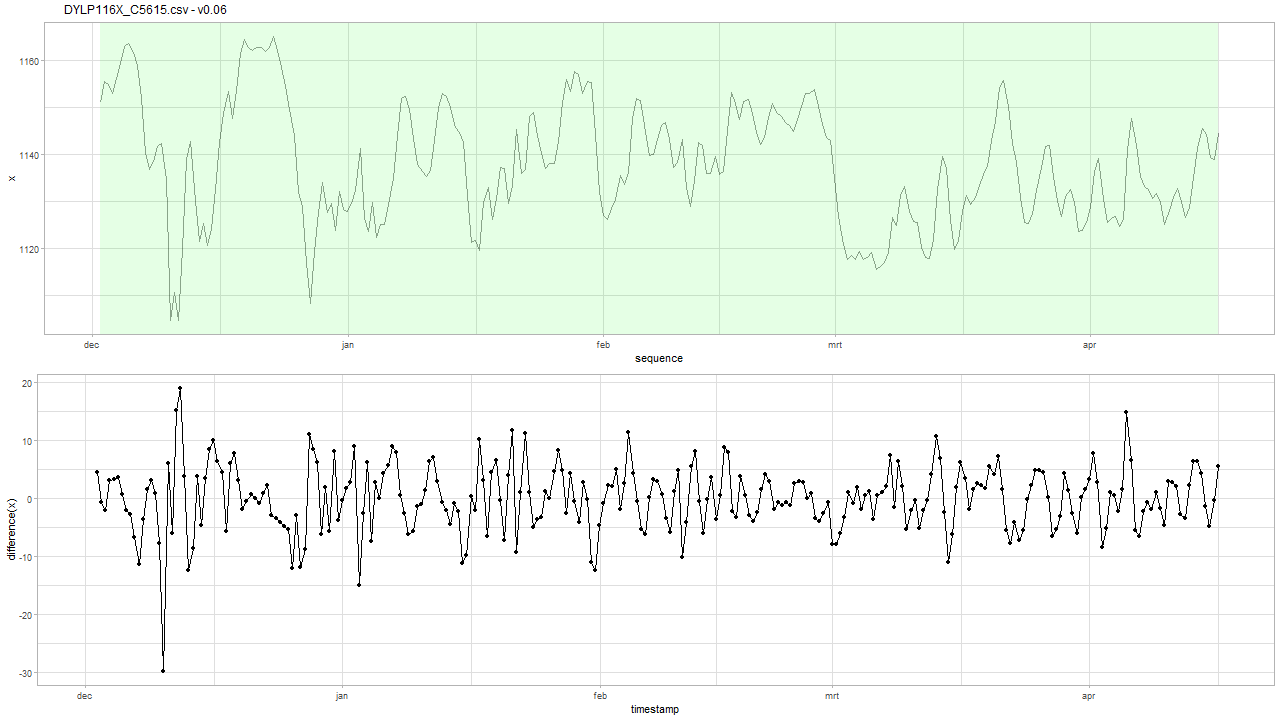 DYLP116X_C5615.csv - v0.06
1160
1140
1120
x
dec jan feb mrt apr
sequence
20
10
0
-10
-20
-30
difference(x)
dec jan feb mrt apr
timestamp